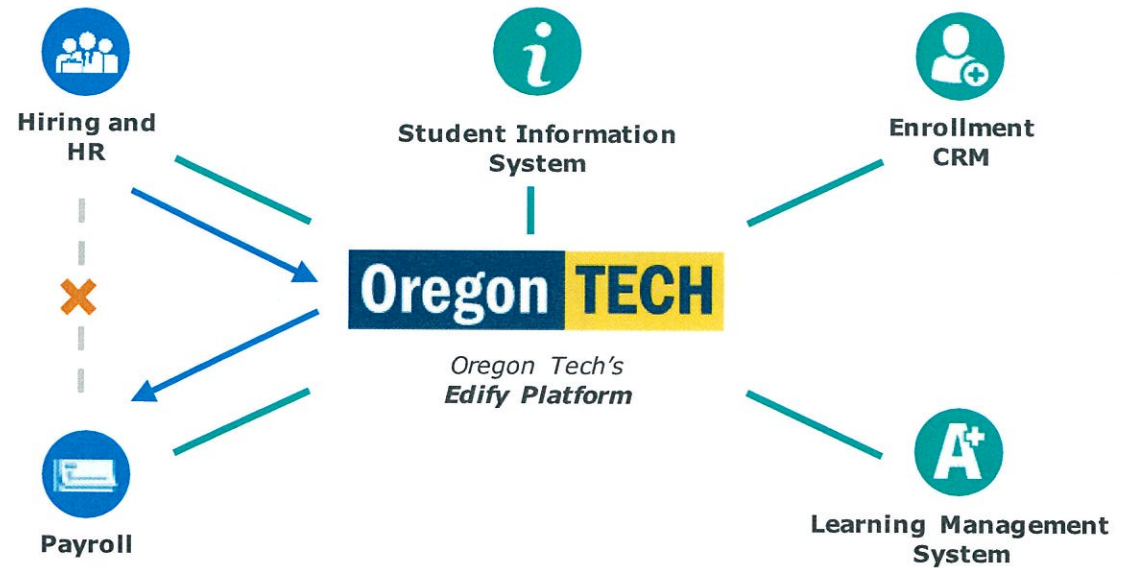 Hiring and
HR
Student Information
System
Enrollment
CRM
Oregon TECH
Oregon Tech's
Edify Platform
Payroll
A+
Learning Management
System